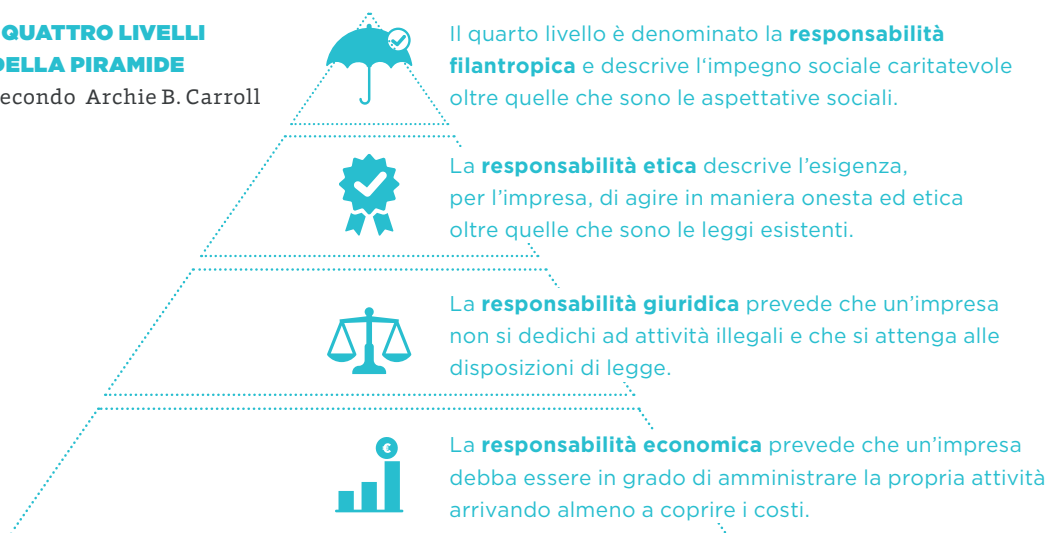 QUATTRO LIVELLI
DELLA PIRAMIDE
secondo Archie B. Carroll
Il quarto livello è denominato la responsabilità
filantropica e descrive l‘impegno sociale caritatevole
oltre quelle che sono le aspettative sociali.
La responsabilità etica descrive l’esigenza,
per l’impresa, di agire in maniera onesta ed etica
oltre quelle che sono le leggi esistenti.
La responsabilità giuridica prevede che un’impresa
non si dedichi ad attività illegali e che si attenga alle
disposizioni di legge.
€
La responsabilità economica prevede che un’impresa
debba essere in grado di amministrare la propria attività
arrivando almeno a coprire i costi.